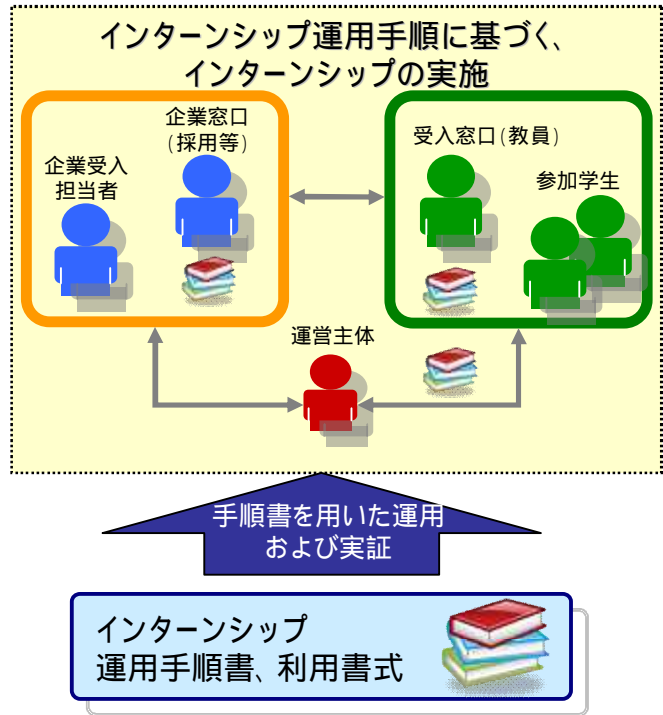 インターンシップ運用手順に基づく、
インターンシップの実施
企業窓口
(採用等)
企業受入
担当者
受入窓口(教員)
参加学生
運営主体
手順書を用いた運用
および実証
インターンシップ
運用手順書、利用書式